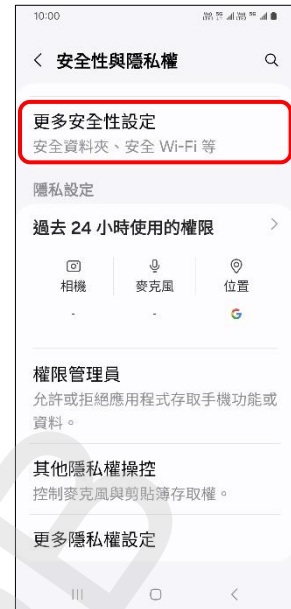 10:00
安全性與隱私權
更多安全性設定
安全資料夾、安全 Wi-Fi 等
隱私設定
過去 24 小時使用的權限
相機 麥克風 位置
- - G
權限管理員
允許或拒絕應用程式存取手機功能或
資料。
其他隱私權操控
控制麥克風與剪貼簿存取權。
更多隱私權設定